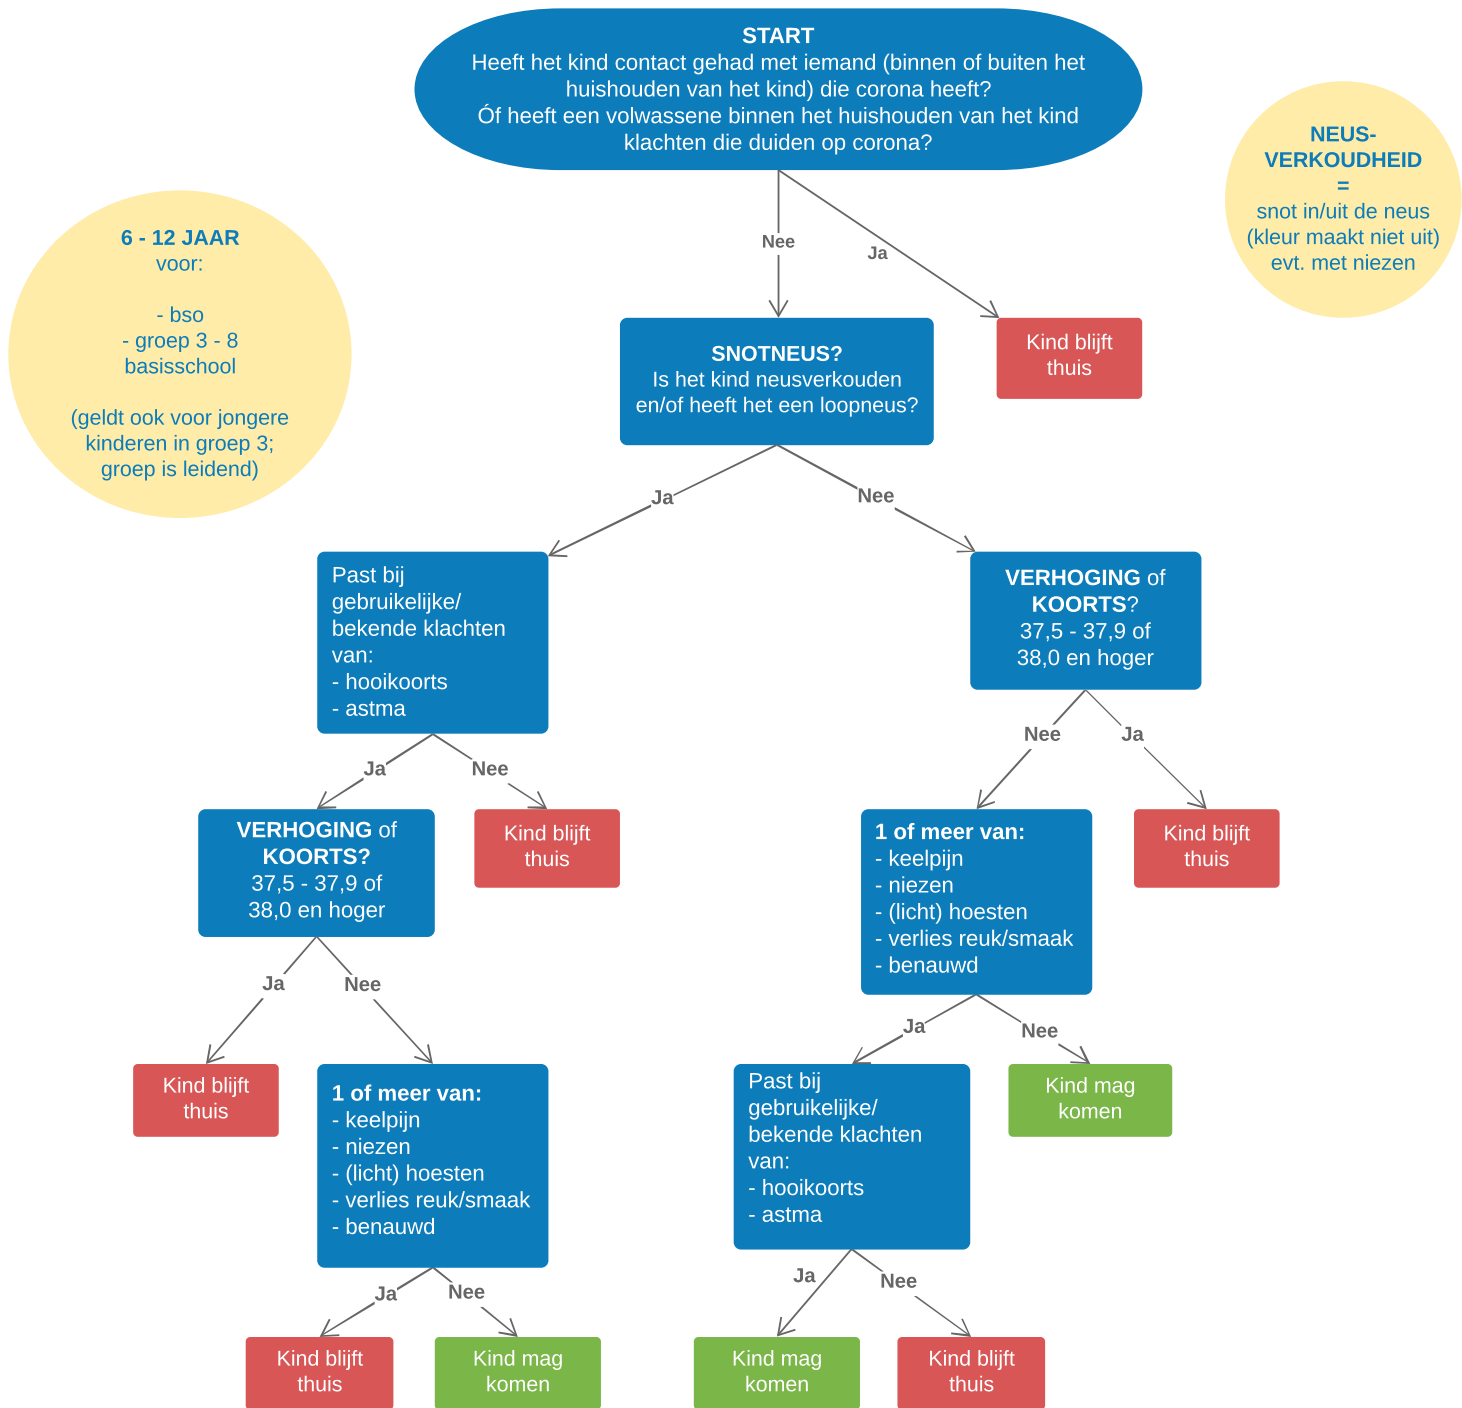 START
Heeft het kind contact gehad met iemand (binnen of buiten het
huishouden van het kind) die corona heeft?
Óf heeft een volwassene binnen het huishouden van het kind
klachten die duiden op corona?
NEUS-
VERKOUDHEID
=
snot in/uit de neus
(kleur maakt niet uit)
evt. met niezen
6 - 12 JAAR
voor:
- bso
- groep 3 - 8
basisschool
(geldt ook voor jongere
kinderen in groep 3;
groep is leidend)
Nee
Ja
SNOTNEUS?
Is het kind neusverkouden
en/of heeft het een loopneus?
Kind blijft
thuis
Ja
Nee
Past bij
gebruikelijke/
bekende klachten
van:
- hooikoorts
- astma
VERHOGING of
KOORTS?
37,5 - 37,9 of
38,0 en hoger
Ja
Nee
Nee
Ja
VERHOGING of
KOORTS?
37,5 - 37,9 of
38,0 en hoger
Kind blijft
thuis
1 of meer van:
- keelpijn
- niezen
- (licht) hoesten
- verlies reuk/smaak
- benauwd
Kind blijft
thuis
Ja
Nee
Ja
Nee
Kind blijft
thuis
1 of meer van:
- keelpijn
- niezen
- (licht) hoesten
- verlies reuk/smaak
- benauwd
Past bij
gebruikelijke/
bekende klachten
van:
- hooikoorts
- astma
Kind mag
komen
Ja
Nee
Ja
Nee
Kind blijft
thuis
Kind mag
komen
Kind mag
komen
Kind blijft
thuis